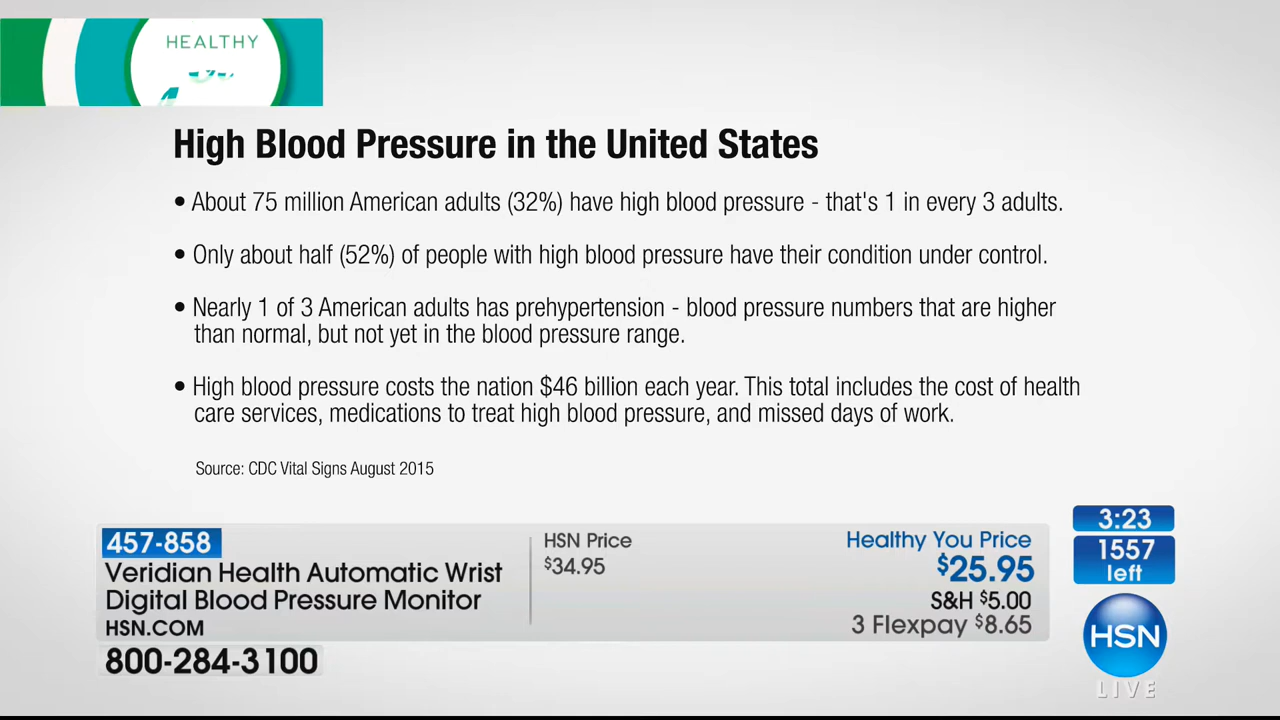 HEALTHY
High Blood Pressure in the United States
• About 75 million American adults (32%) have high blood pressure - that's 1 in every 3 adults.
• Only about half (52%) of people with high blood pressure have their condition under control.
• Nearly 1 of 3 American adults has prehypertension - blood pressure numbers that are higher
than normal, but not yet in the blood pressure range.
• High blood pressure costs the nation $46 billion each year. This total includes the cost of health
care services, medications to treat high blood pressure, and missed days of work.
Source: CDC Vital Signs August 2015
457-858
Veridian Health Automatic Wrist
Digital Blood Pressure Monitor
HSN.COM
800-284-3100
HSN Price
$34.95
Healthy You Price
$25.95
S&H $5.00
3 Flexpay $8.65
3:23
1557
left
HSN
LIVE